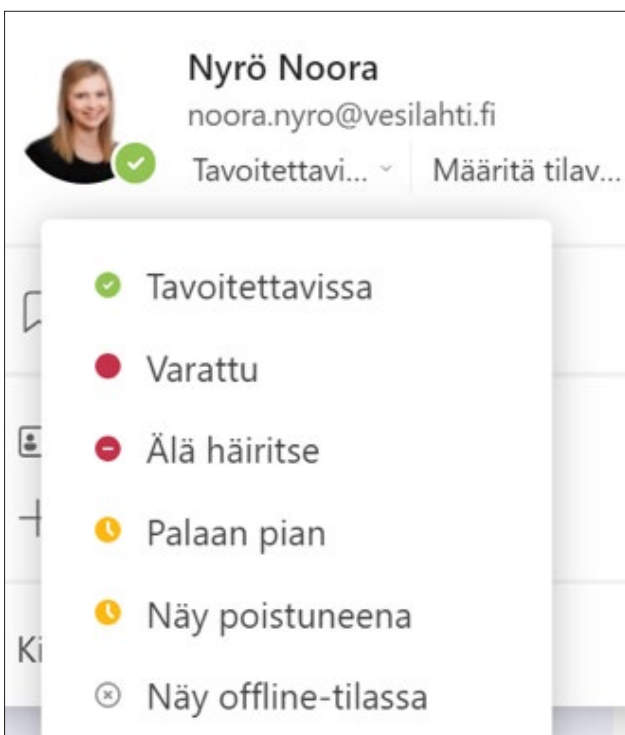 Nyrö Noora
noora.nyro@vesilahti.fi
Tavoitettavi... Määritä tilav...
Tavoitettavissa
Varattu
Älä häiritse
Palaan pian
Näy poistuneena
Ki
Näy offline-tilassa